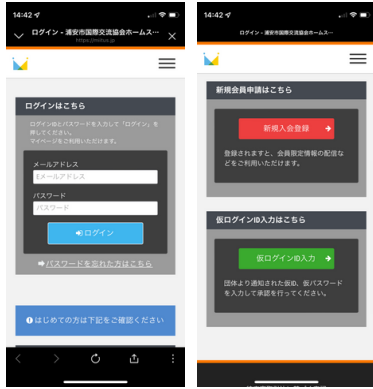 14:42
ログイン - 浦安市国際交流協会ホームス…
https://minus.jp
ログインはこちら
ログインIDとパスワードを入力して「ログイン」を
押してください。
マイページをご利用いただけます。
メールアドレス
Eメールアドレス
パスワード
パスワード
ログイン
パスワードを忘れた方はこちら
はじめての方は下記をご確認ください
14:42
ログイン - 浦安市国際交流協会ホームス…
新規会員申請はこちら
新規入会登録
登録されますと、会員限定情報の配信な
どをご利用いただけます。
仮ログインID入力はこちら
仮ログインID入力
団体より通知された仮ID、仮パスワード
を入力して承認を行ってください。